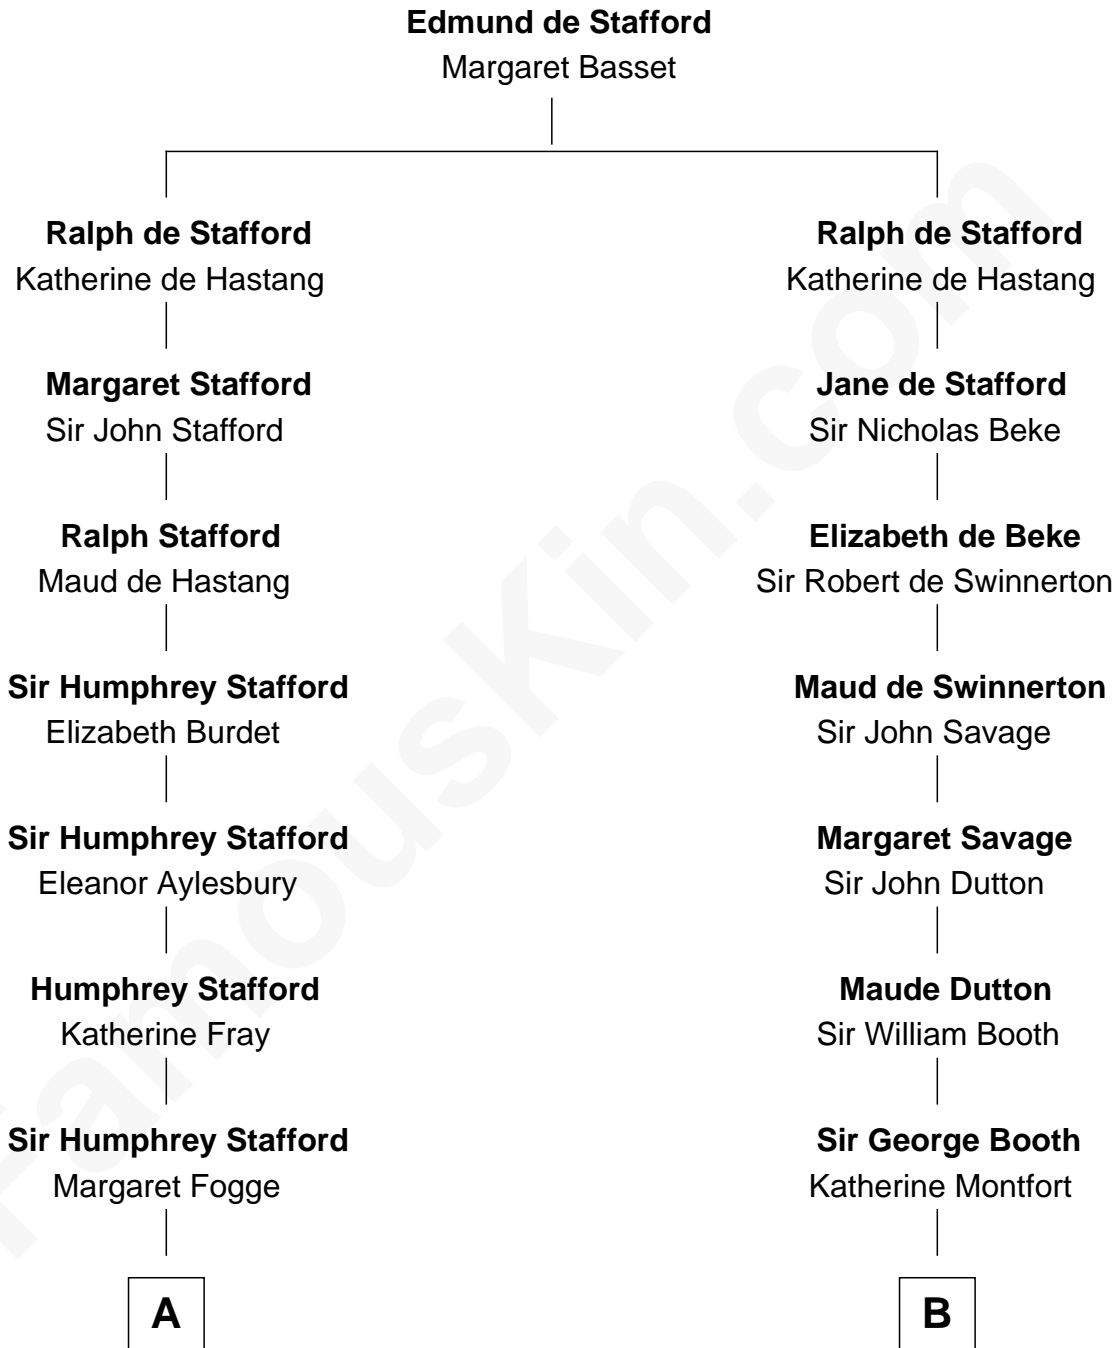 Edmund de Stafford
Margaret Basset
Ralph de Stafford
Katherine de Hastang
Ralph de Stafford
Katherine de Hastang
Margaret Stafford
Sir John Stafford
Jane de Stafford
Sir Nicholas Beke
Ralph Stafford
Maud de Hastang
Elizabeth de Beke
Sir Robert de Swinnerton
Sir Humphrey Stafford
Elizabeth Burdet
Maud de Swinnerton
Sir John Savage
Sir Humphrey Stafford
Eleanor Aylesbury
Margaret Savage
Sir John Dutton
Humphrey Stafford
Katherine Fray
Maude Dutton
Sir William Booth
Sir Humphrey Stafford
Margaret Fogge
Sir George Booth
Katherine Montfort
A
B
FamousKin.com